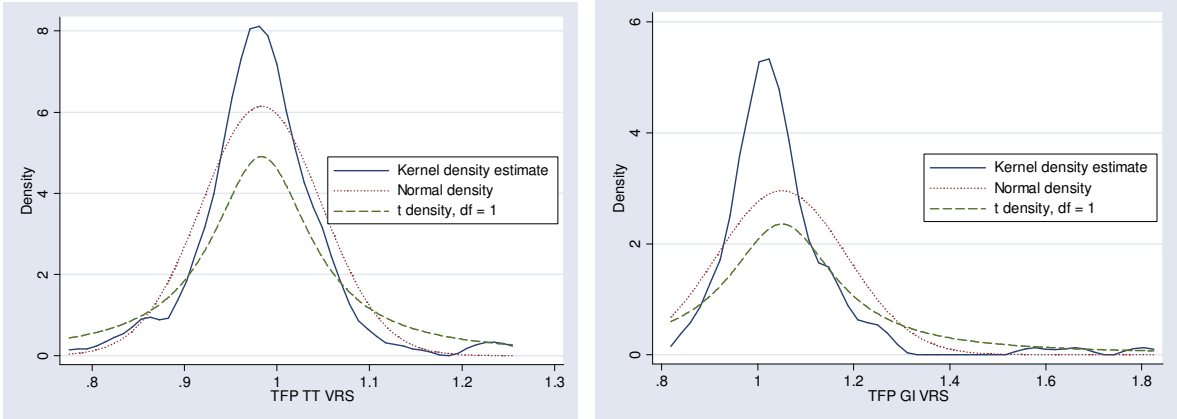 8
6
4
2
0
Density
Kernel density estimate
Normal density
t density, df = 1
.8
.9
1
1.1
1.2
1.3
TFP TT VRS
6
4
2
0
Density
Kernel density estimate
Normal density
t density, df = 1
.8
1
1.2
1.4
1.6
1.8
TFP GI VRS